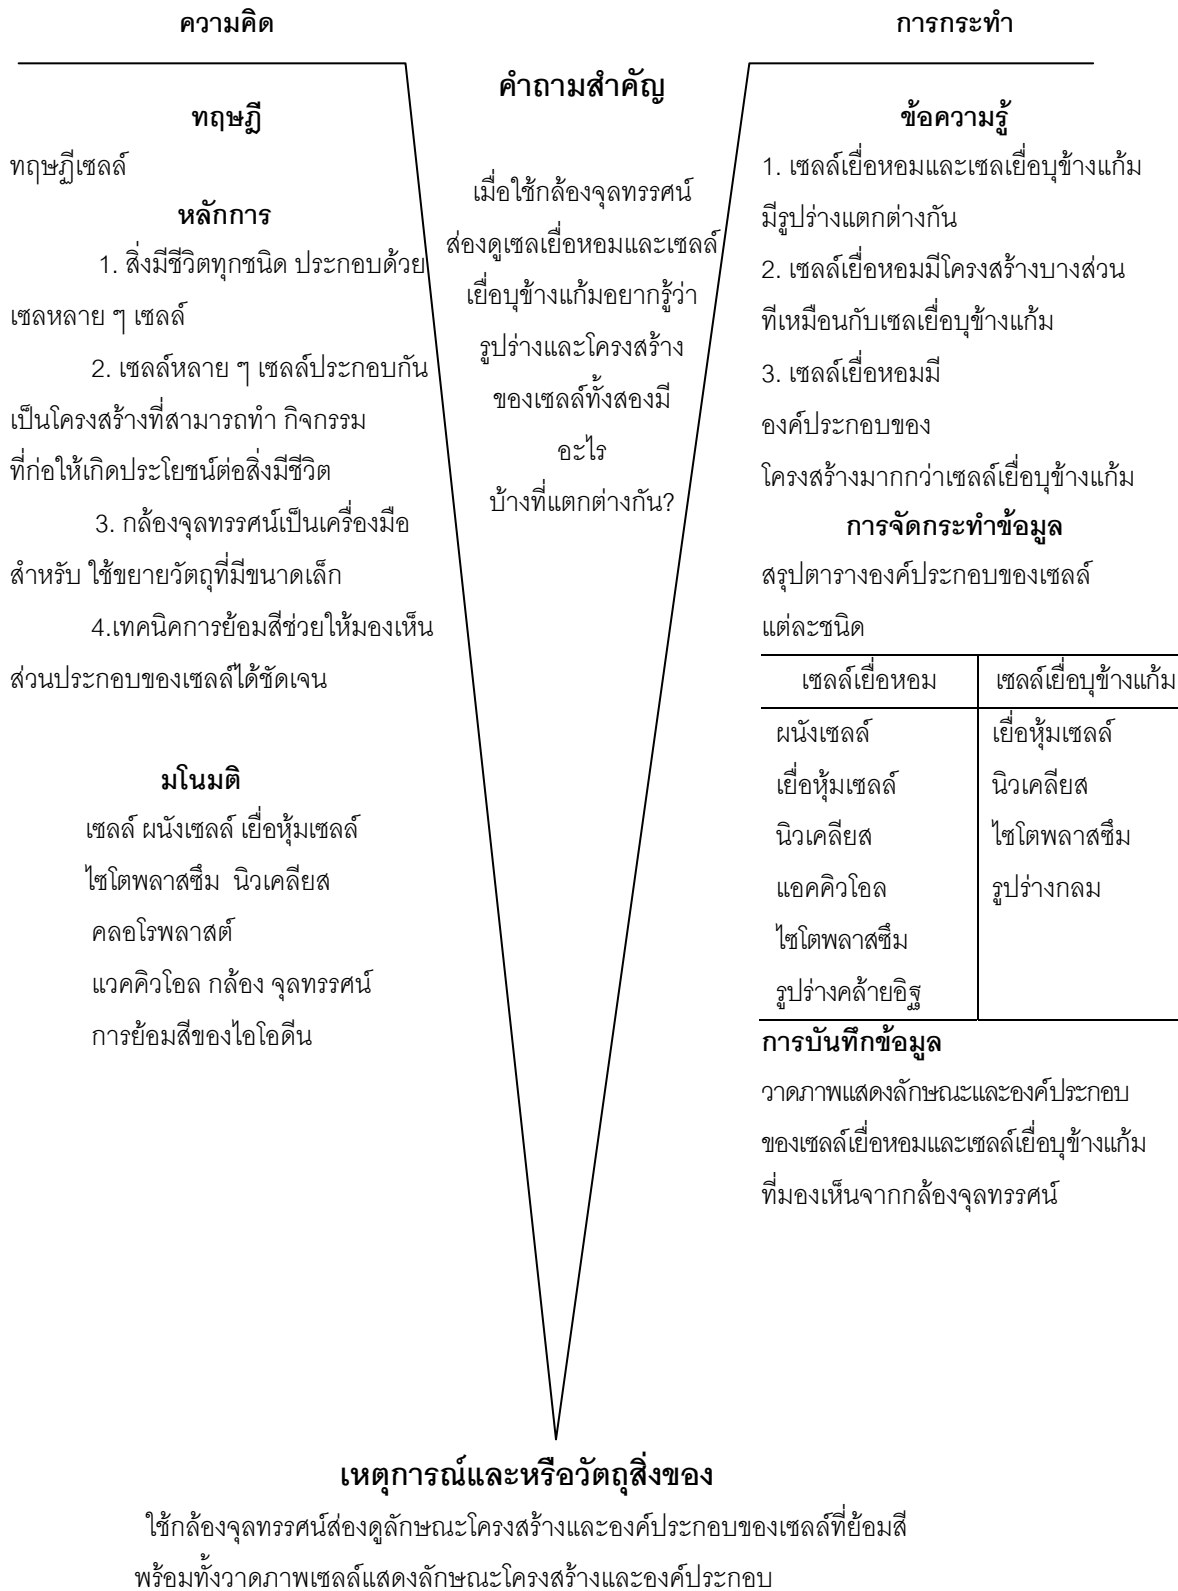 ความคิด
ทฤษฎี
ทฤษฏีเซลล์
หลักการ
1. สิ่งมีชีวิตทุกชนิด ประกอบด้วย
เซลหลาย ๆ เซลล์
2. เซลล์หลาย ๆ เซลล์ประกอบกัน
เป็นโครงสร้างที่สามารถทำ กิจกรรม
ที่ก่อให้เกิดประโยชน์ต่อสิ่งมีชีวิต
3. กล้องจุลทรรศน์เป็นเครื่องมือ
สำหรับ ใช้ขยายวัตถุที่มีขนาดเล็ก
4.เทคนิคการย้อมสีช่วยให้มองเห็น
ส่วนประกอบของเซลล์ได้ชัดเจน
มโนมติ
เซลล์ ผนังเซลล์ เยื่อหุ้มเซลล์
ไซโตพลาสซึม นิวเคลียส
คลอโรพลาสต์
แวคคิวโอล กล้อง จุลทรรศน์
การย้อมสีของไอโอดีน
คำถามสำคัญ
เมื่อใช้กล้องจุลทรรศน์
ส่องดูเซลเยื่อหอมและเซลล์
เยื่อบุข้างแก้มอยากรู้ว่า
รูปร่างและโครงสร้าง
ของเซลล์ทั้งสองมี
อะไร
บ้างที่แตกต่างกัน?
การกระทำ
ข้อความรู้
1. เซลล์เยื่อหอมและเซลเยื่อบุข้างแก้ม
มีรูปร่างแตกต่างกัน
2. เซลล์เยื่อหอมมีโครงสร้างบางส่วน
ทีเหมือนกับเซลเยื่อบุข้างแก้ม
3. เซลล์เยื่อหอมมี
องค์ประกอบของ
โครงสร้างมากกว่าเซลล์เยื่อบุข้างแก้ม
การจัดกระทำข้อมูล
สรุปตารางองค์ประกอบของเซลล์
แต่ละชนิด
เซลล์เยื่อหอม เซลล์เยื่อบุข้างแก้ม
ผนังเซลล์ เยื่อหุ้มเซลล์
เยื่อหุ้มเซลล์ นิวเคลียส
นิวเคลียส ไซโตพลาสซึม
แอคคิวโอล รูปร่างกลม
ไซโตพลาสซึม
รูปร่างคล้ายอิฐ
การบันทึกข้อมูล
วาดภาพแสดงลักษณะและองค์ประกอบ
ของเซลล์เยื่อหอมและเซลล์เยื่อบุข้างแก้ม
ที่มองเห็นจากกล้องจุลทรรศน์
เหตุการณ์และหรือวัตถุสิ่งของ
ใช้กล้องจุลทรรศน์ส่องดูลักษณะโครงสร้างและองค์ประกอบของเซลล์ที่ย้อมสี
พร้อมทั้งวาดภาพเซลล์แสดงลักษณะโครงสร้างและองค์ประกอบ